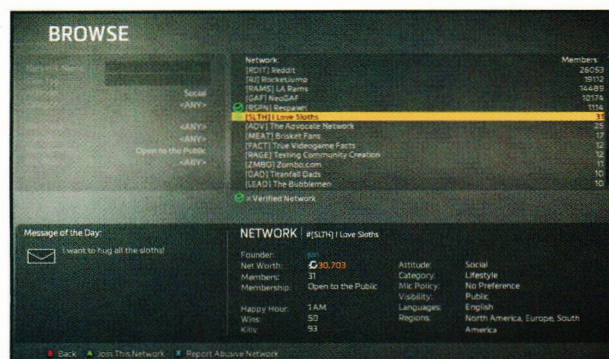 BROWSE
Network Name
Social
<ANY>
<ANY>
<ANY>
Open to the Public
<ANY>
Network: Members:
[RDIT] Reddit 26053
[RJ] RocketJump 19112
[RAMS] LA Rams 14489
[GAF] NeoGAF 10174
[RSPN] Respawn 1114
[SLTH] I Love Sloths 31
[ADV] The Advocate Network
[MEAT] Brisket Fans 17
[FACT] True Videogame Facts 12
[RAGE] Testing Community Creation 12
[ZMBO] Zombo.com 11
[DAD] Titanfall Dads 10
[LEAD] The Bubblemen 10
= Verified Network
Message of the Day:
I want to hug all the sloths!
NETWORK #[SLTH] I Love Sloths
Founder: jon
Net Worth: 30,703
Members: 31
Membership: Open to the Public
Happy Hour: 1 AM
Wins: 50
Kills: 93
Attitude: Social
Category: Lifestyle
Mic Policy: No Preference
Visibility: Public
Languages: English
Regions: North America, Europe, South
America
Back Join This Network Report Abusive Network